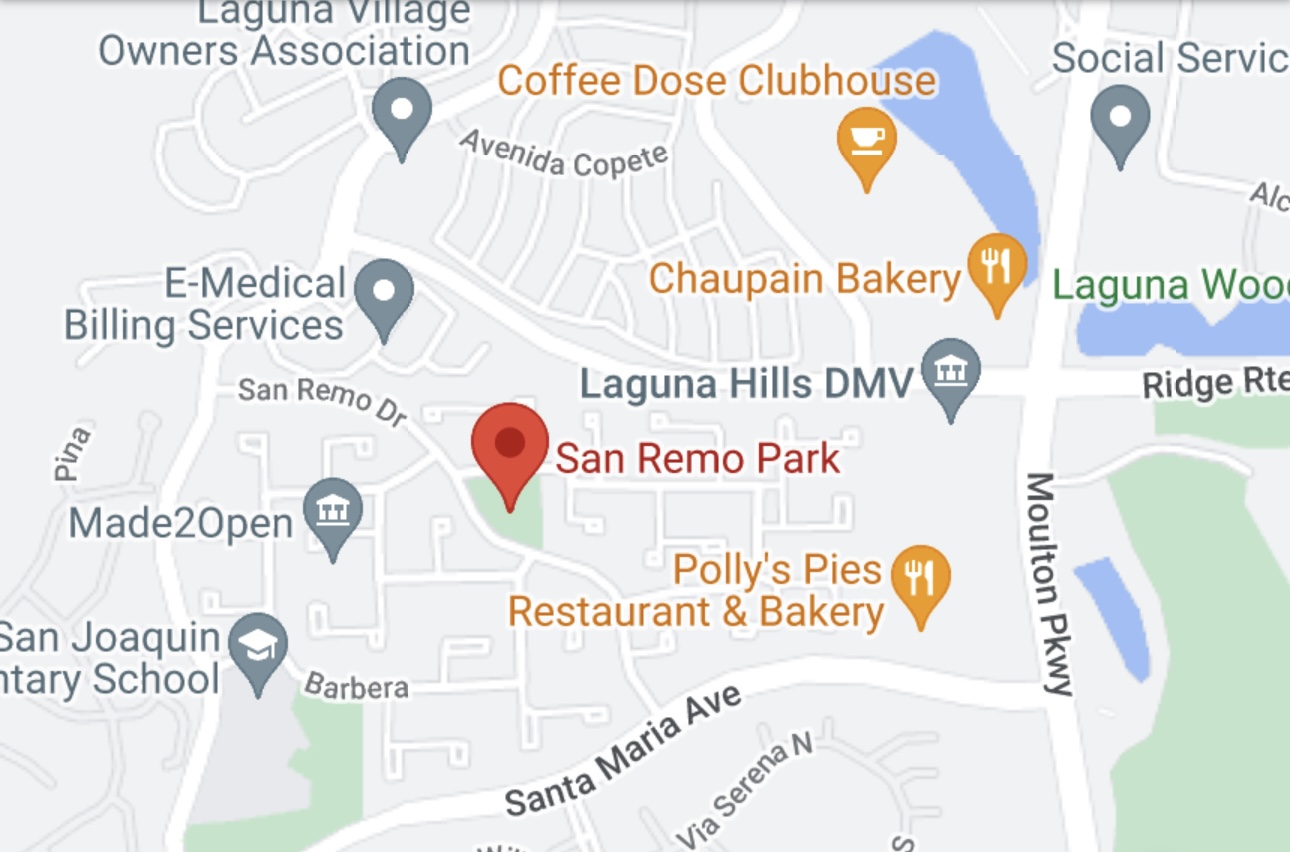 Laguna Village
Owners Association
Coffee Dose Clubhouse
Social Servic
Avenida Copete
Alc
E-Medical
Billing Services
Chaupain Bakery
Laguna Woo
Laguna Hills DMV
Ridge Rte
San Remo Dr
Pina
San Remo Park
Made2Open
Moulton Pkwy
Polly's Pies
Restaurant & Bakery
San Joaquin
ntary School
Barbera
Santa Maria Ave
Via Serena N
S